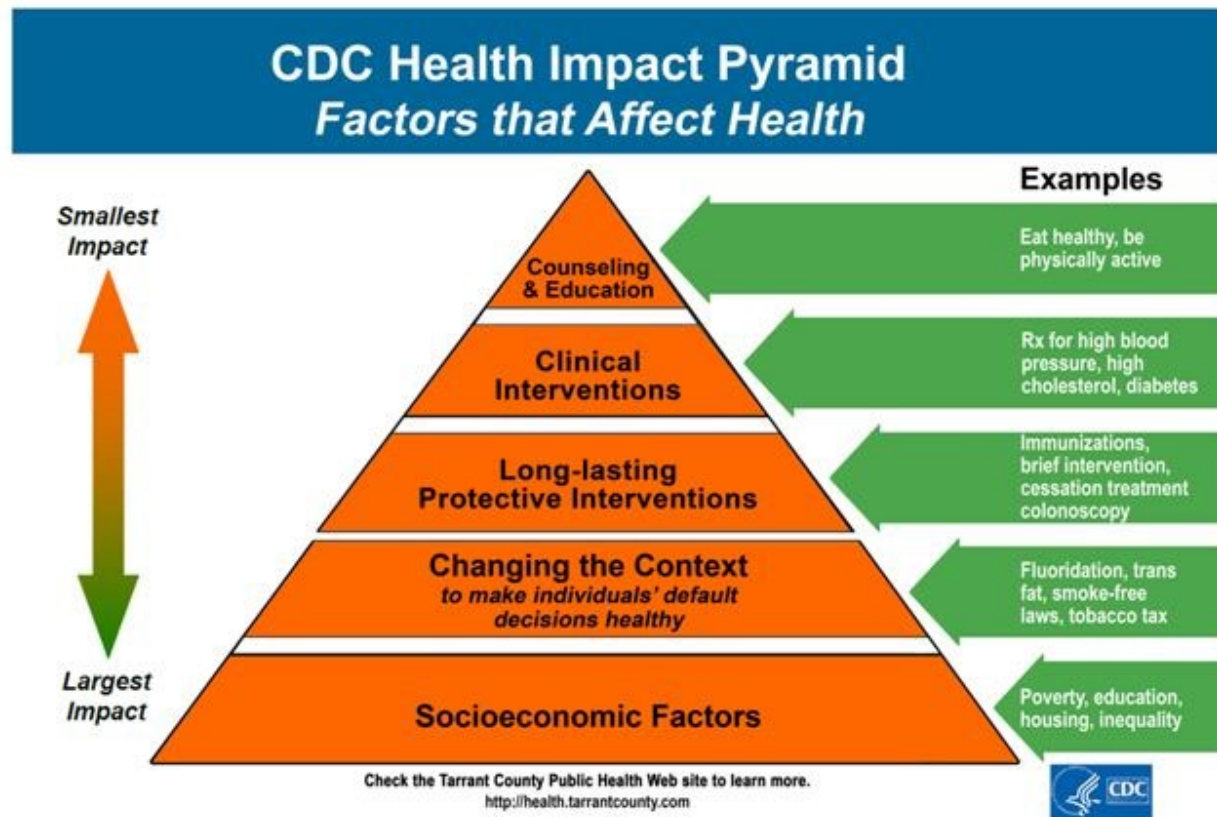 CDC Health Impact Pyramid
Factors that Affect Health
Examples
Smallest
Impact
Largest
Impact
Counseling
& Education
Eat healthy, be
physically active
Clinical
Interventions
Rx for high blood
pressure, high
cholesterol, diabetes
Long-lasting
Protective Interventions
Immunizations,
brief intervention,
cessation treatment
colonoscopy
Changing the Context
to make individuals' default
decisions healthy
Fluoridation, trans
fat, smoke-free
laws, tobacco tax
Socioeconomic Factors
Poverty, education,
housing, inequality
Check the Tarrant County Public Health Web site to learn more.
http://health.tarrantcounty.com
CDC